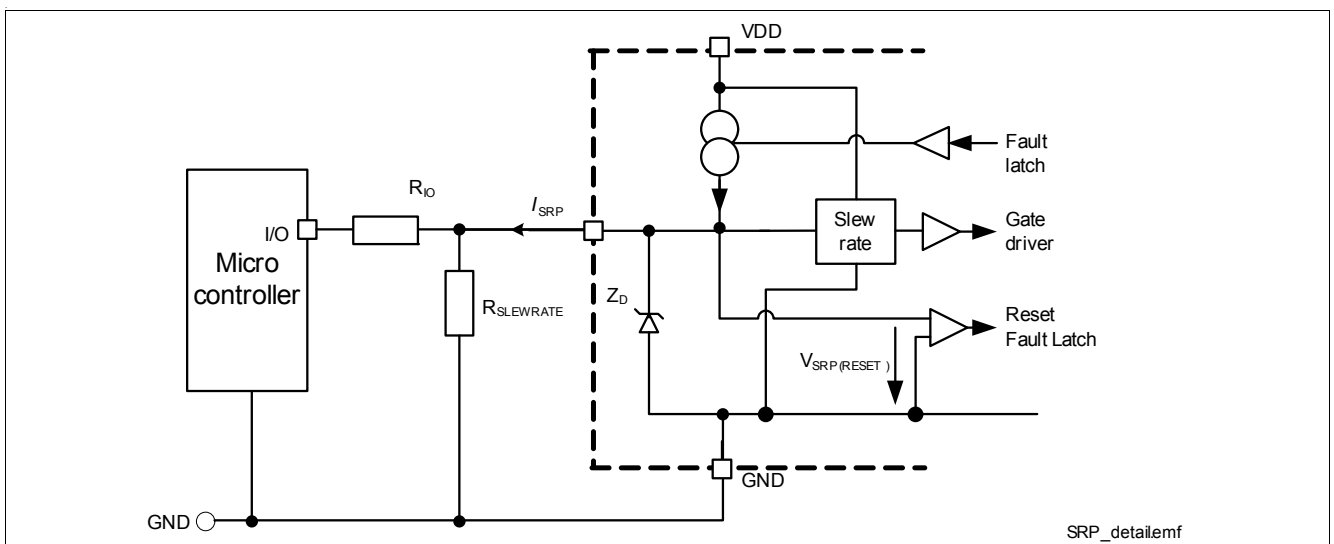 VDD
Fault
latch
R_IO
I_SRP
I/O
Micro
controller
Slew
rate
Gate
driver
Z_D
R_SLEWRATE
Reset
Fault Latch
V_SRP(RESET)
GND
GND
SRP_detail.emf